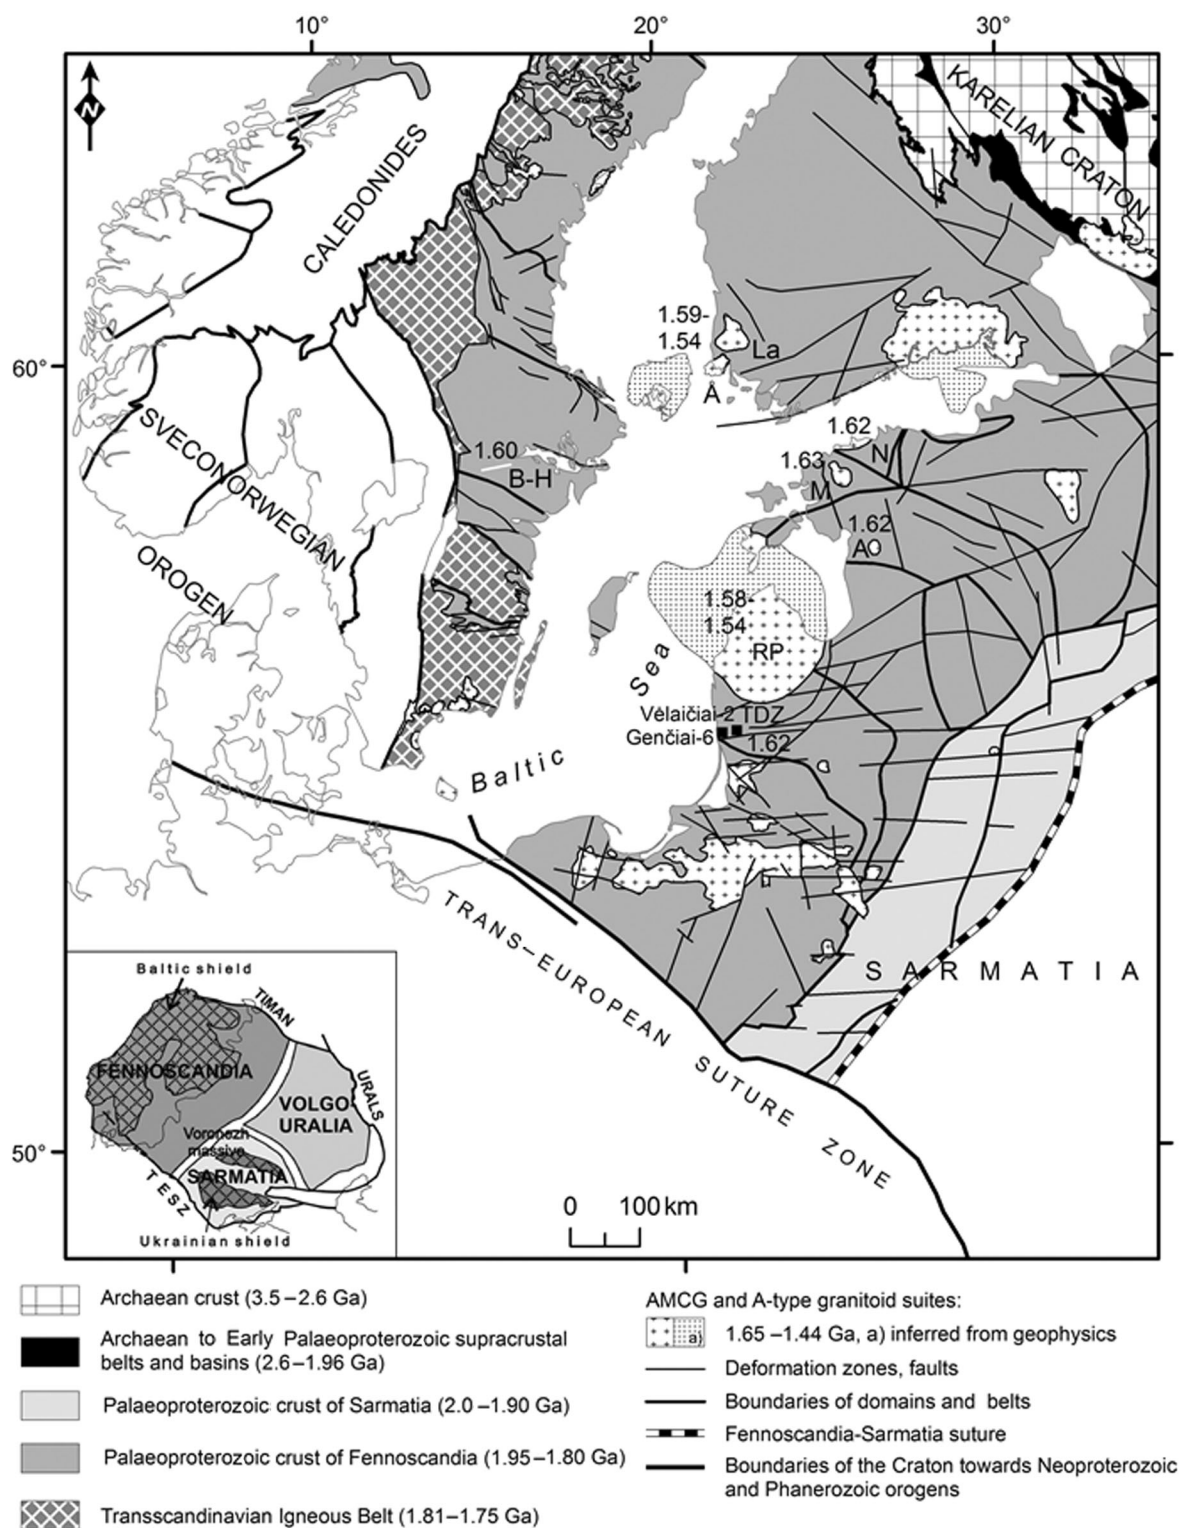 10°
20°
30°
N
KARELIAN CRATON
CALEDONIDES
1.59-
1.54
La
Å
60°
1.62
N
SVECONORWEGIAN
1.60
B-H
1.63
M
1.62
A
OROGEN
1.58-
1.54
RP
Sea
Vėlaičiai-2 TDZ
Genčiai-6
1.62
Baltic
TRANS–EUROPEAN SUTURE ZONE
SARMATIA
Baltic shield
TIMAN
FENNOSCANDIA
URALS
VOLGO-
URALIA
Voronezh
massive
SARMATIA
TESZ
Ukrainian shield
50°
0 100 km
Archaean crust (3.5–2.6 Ga)
Archaean to Early Palaeoproterozoic supracrustal
belts and basins (2.6–1.96 Ga)
Palaeoproterozoic crust of Sarmatia (2.0–1.90 Ga)
Palaeoproterozoic crust of Fennoscandia (1.95–1.80 Ga)
Transscandinavian Igneous Belt (1.81–1.75 Ga)
AMCG and A-type granitoid suites:
a) 1.65–1.44 Ga, a) inferred from geophysics
Deformation zones, faults
Boundaries of domains and belts
Fennoscandia-Sarmatia suture
Boundaries of the Craton towards Neoproterozoic
and Phanerozoic orogens